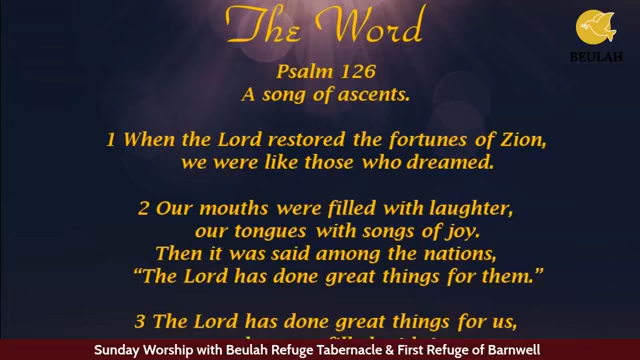 The Word
BEULAH
Psalm 126
A song of ascents.
1 When the Lord restored the fortunes of Zion,
we were like those who dreamed.
2 Our mouths were filled with laughter,
our tongues with songs of joy.
Then it was said among the nations,
“The Lord has done great things for them.”
3 The Lord has done great things for us,
Sunday Worship with Beulah Refuge Tabernacle & First Refuge of Barnwell